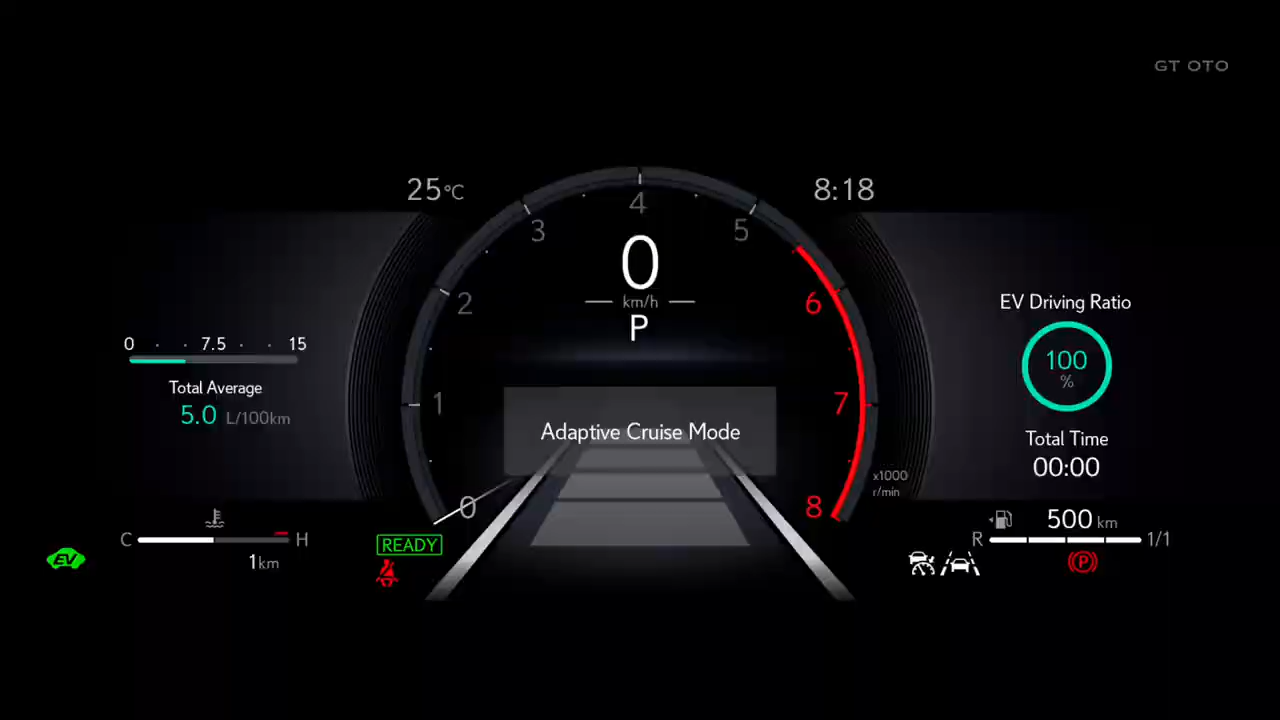 GT OTO
25°C
8:18
4
3
5
0
km/h
P
2
6
EV Driving Ratio
100
%
0 7.5 15
Total Average
5.0 L/100km
1
7
Adaptive Cruise Mode
Total Time
00:00
x1000
r/min
0
8
500 km
C H
R 1/1
READY
EV
1km
P